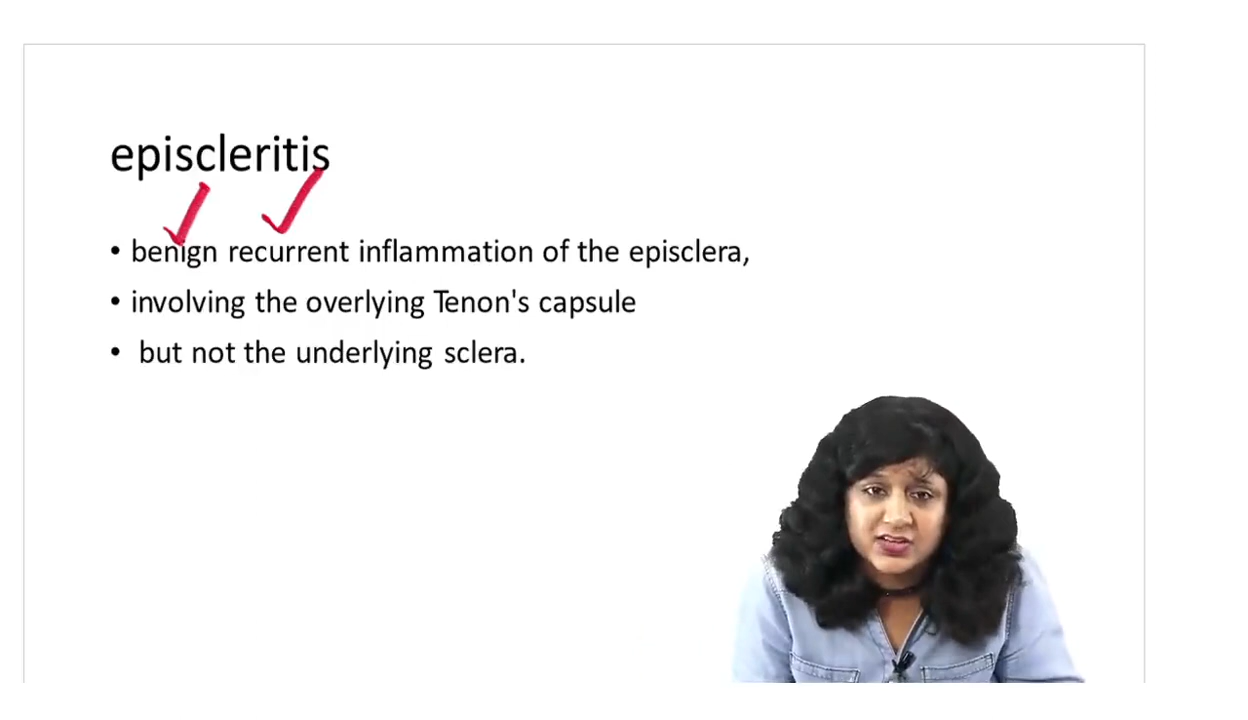 episcleritis
• benign recurrent inflammation of the episclera,
• involving the overlying Tenon's capsule
• but not the underlying sclera.